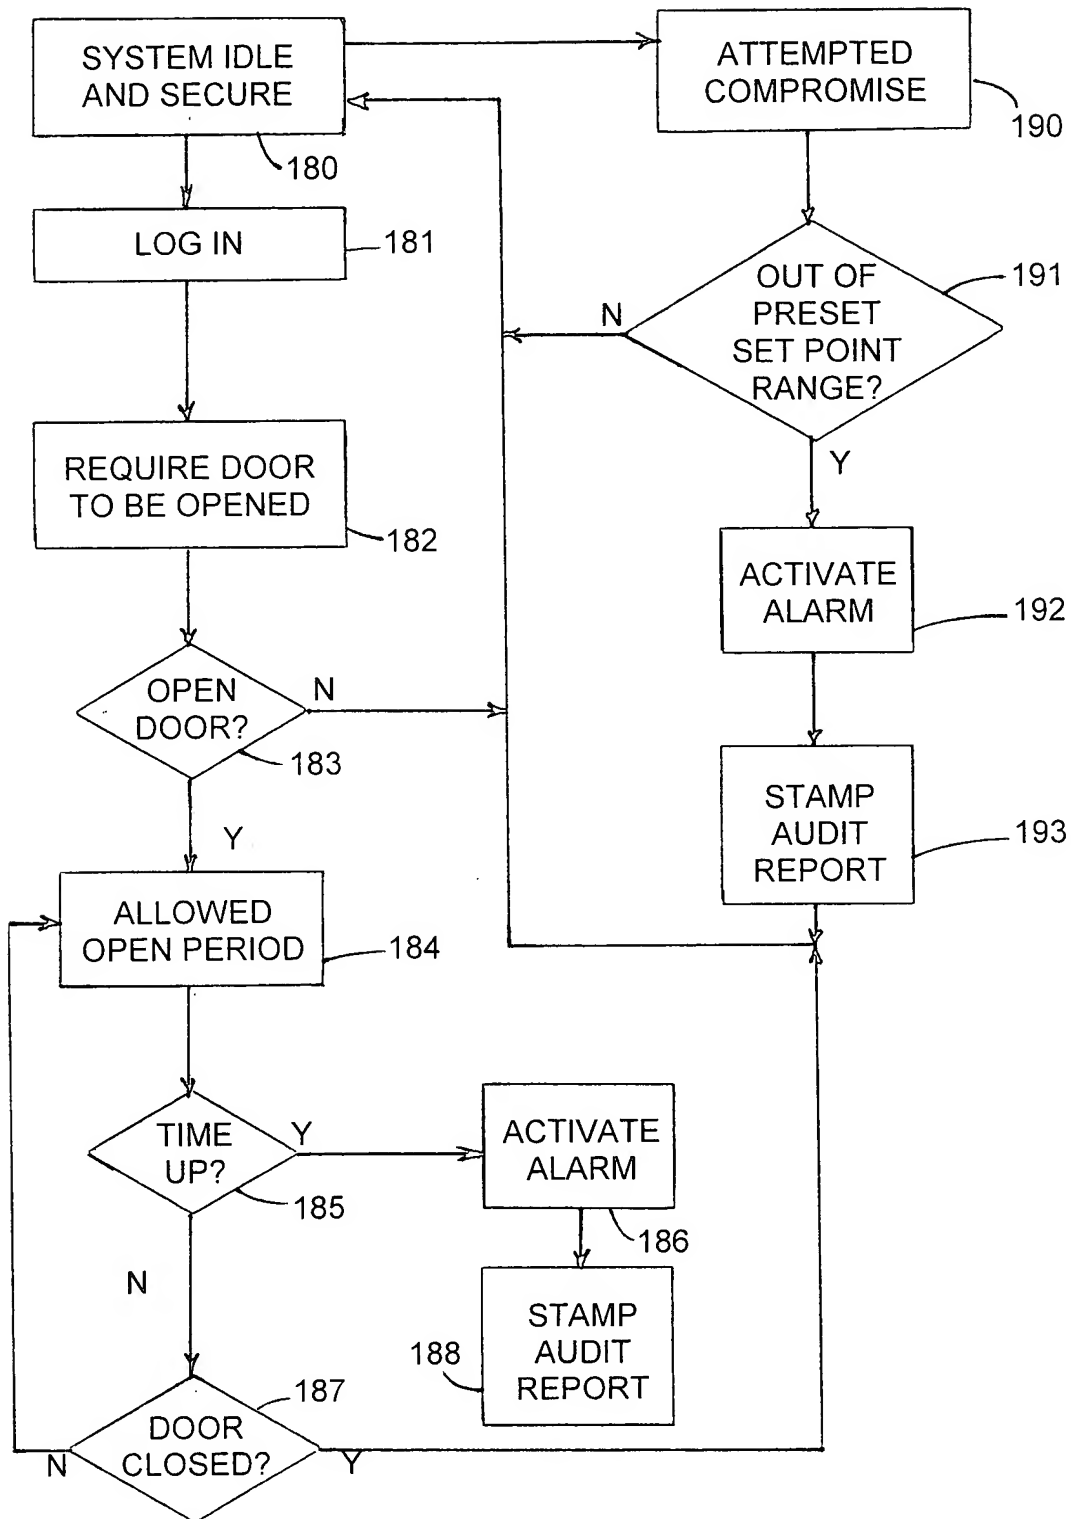 SYSTEM IDLE
AND SECURE
180
ATTEMPTED
COMPROMISE
190
LOG IN
181
OUT OF
PRESET
SET POINT
RANGE?
191
N
Y
REQUIRE DOOR
TO BE OPENED
182
ACTIVATE
ALARM
192
OPEN
DOOR?
N
183
Y
STAMP
AUDIT
REPORT
193
ALLOWED
OPEN PERIOD
184
TIME
UP?
Y
185
N
ACTIVATE
ALARM
186
STAMP
AUDIT
REPORT
188
187
DOOR
CLOSED?
N
Y